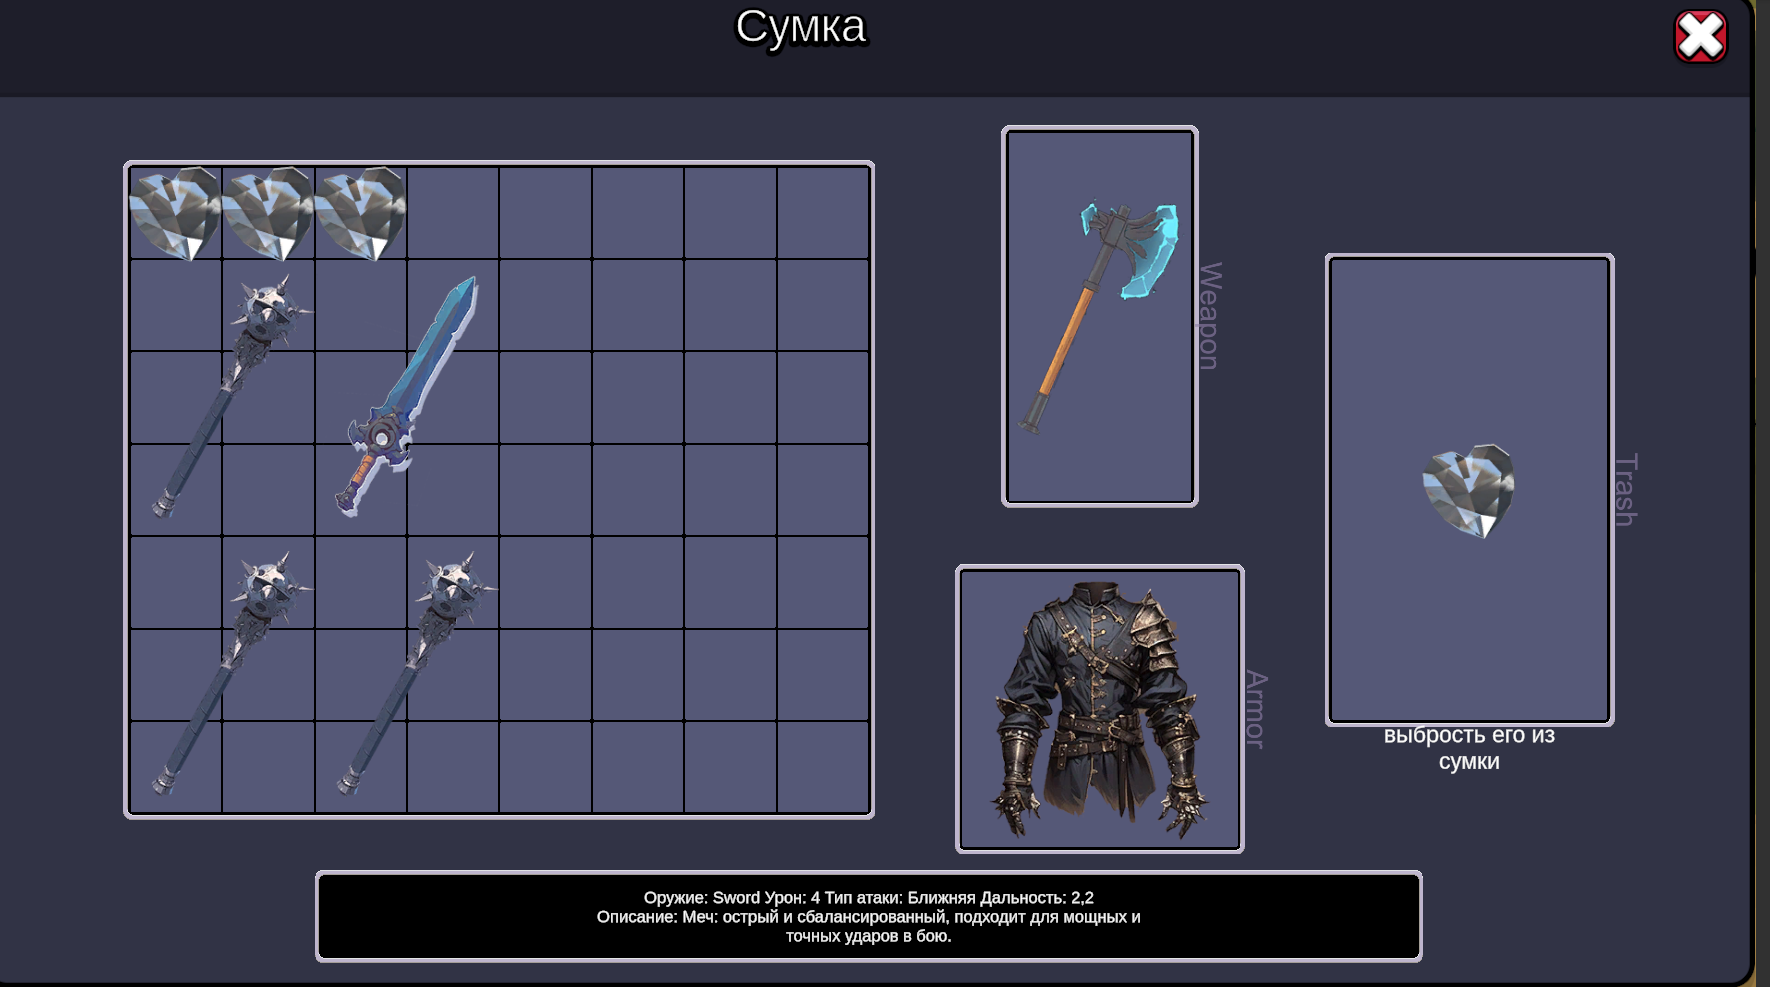 Сумка
Weapon
Armor
Trash
выбрость его из
сумки
Оружие: Sword Урон: 4 Тип атаки: Ближняя Дальность: 2,2
Описание: Меч: острый и сбалансированный, подходит для мощных и
точных ударов в бою.